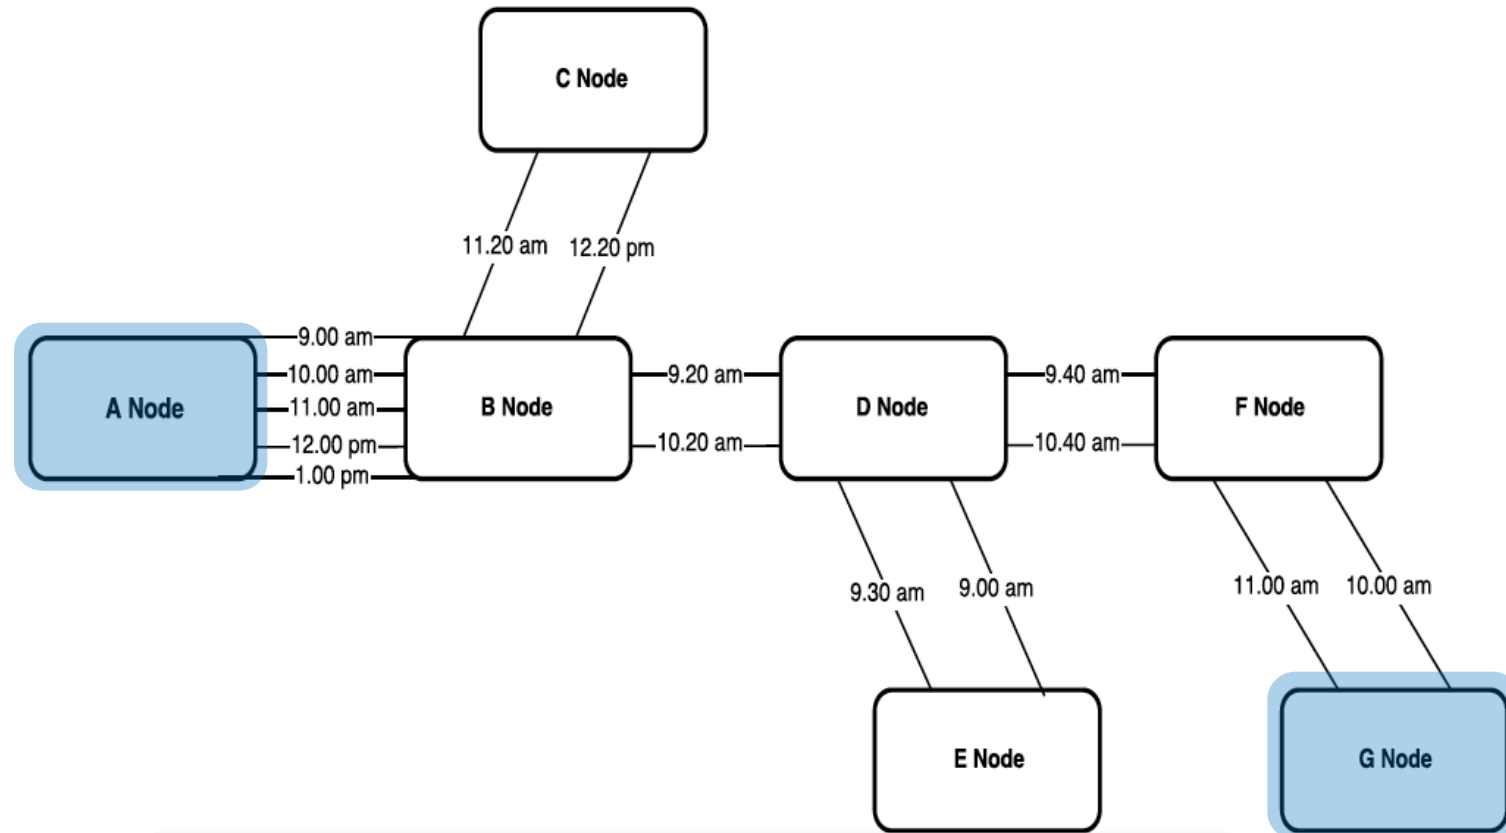 C Node
11.20 am
12.20 pm
A Node
9.00 am
10.00 am
11.00 am
12.00 pm
1.00 pm
B Node
9.20 am
10.20 am
D Node
9.40 am
10.40 am
F Node
9.30 am
9.00 am
11.00 am
10.00 am
E Node
G Node